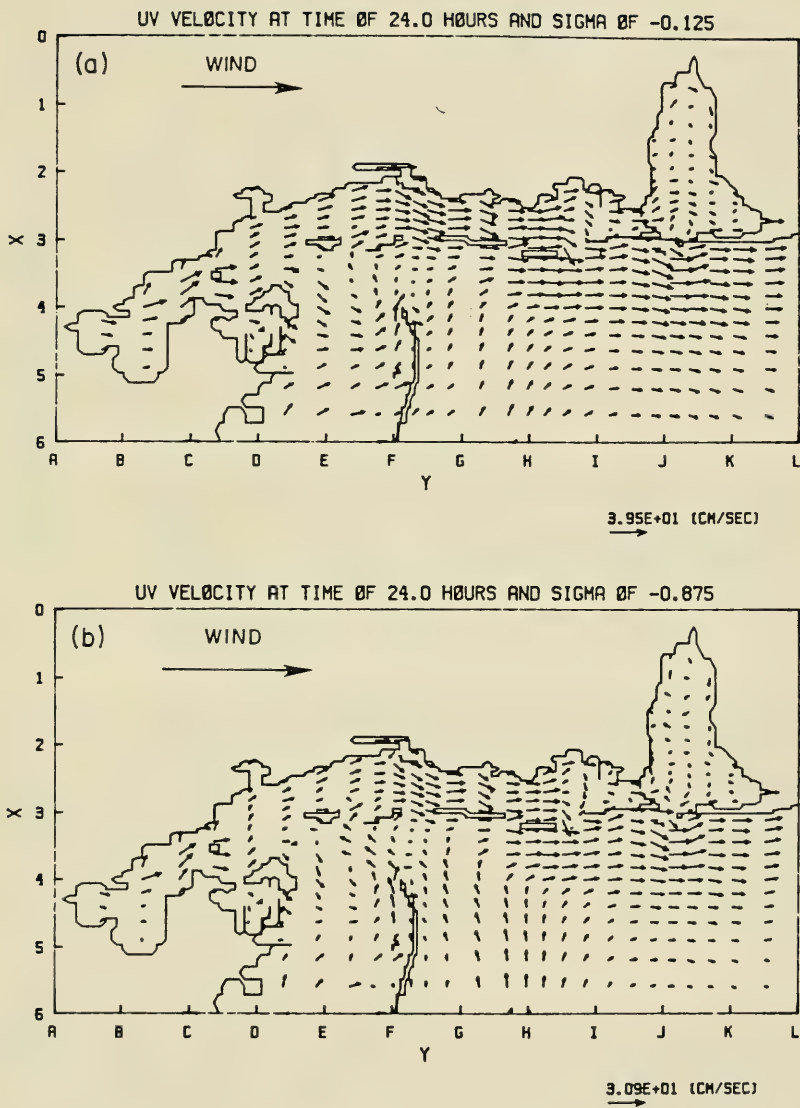 UV VELØCITY AT TIME ØF 24.0 HØURS AND SIGMA ØF -0.125
(a)
WIND
0
1
2
3
4
5
6
X
A B C D E F G H I J K L
Y
3.95E+01 (CM/SEC)
UV VELØCITY AT TIME ØF 24.0 HØURS AND SIGMA ØF -0.875
(b)
WIND
0
1
2
3
4
5
6
X
A B C D E F G H I J K L
Y
3.09E+01 (CM/SEC)